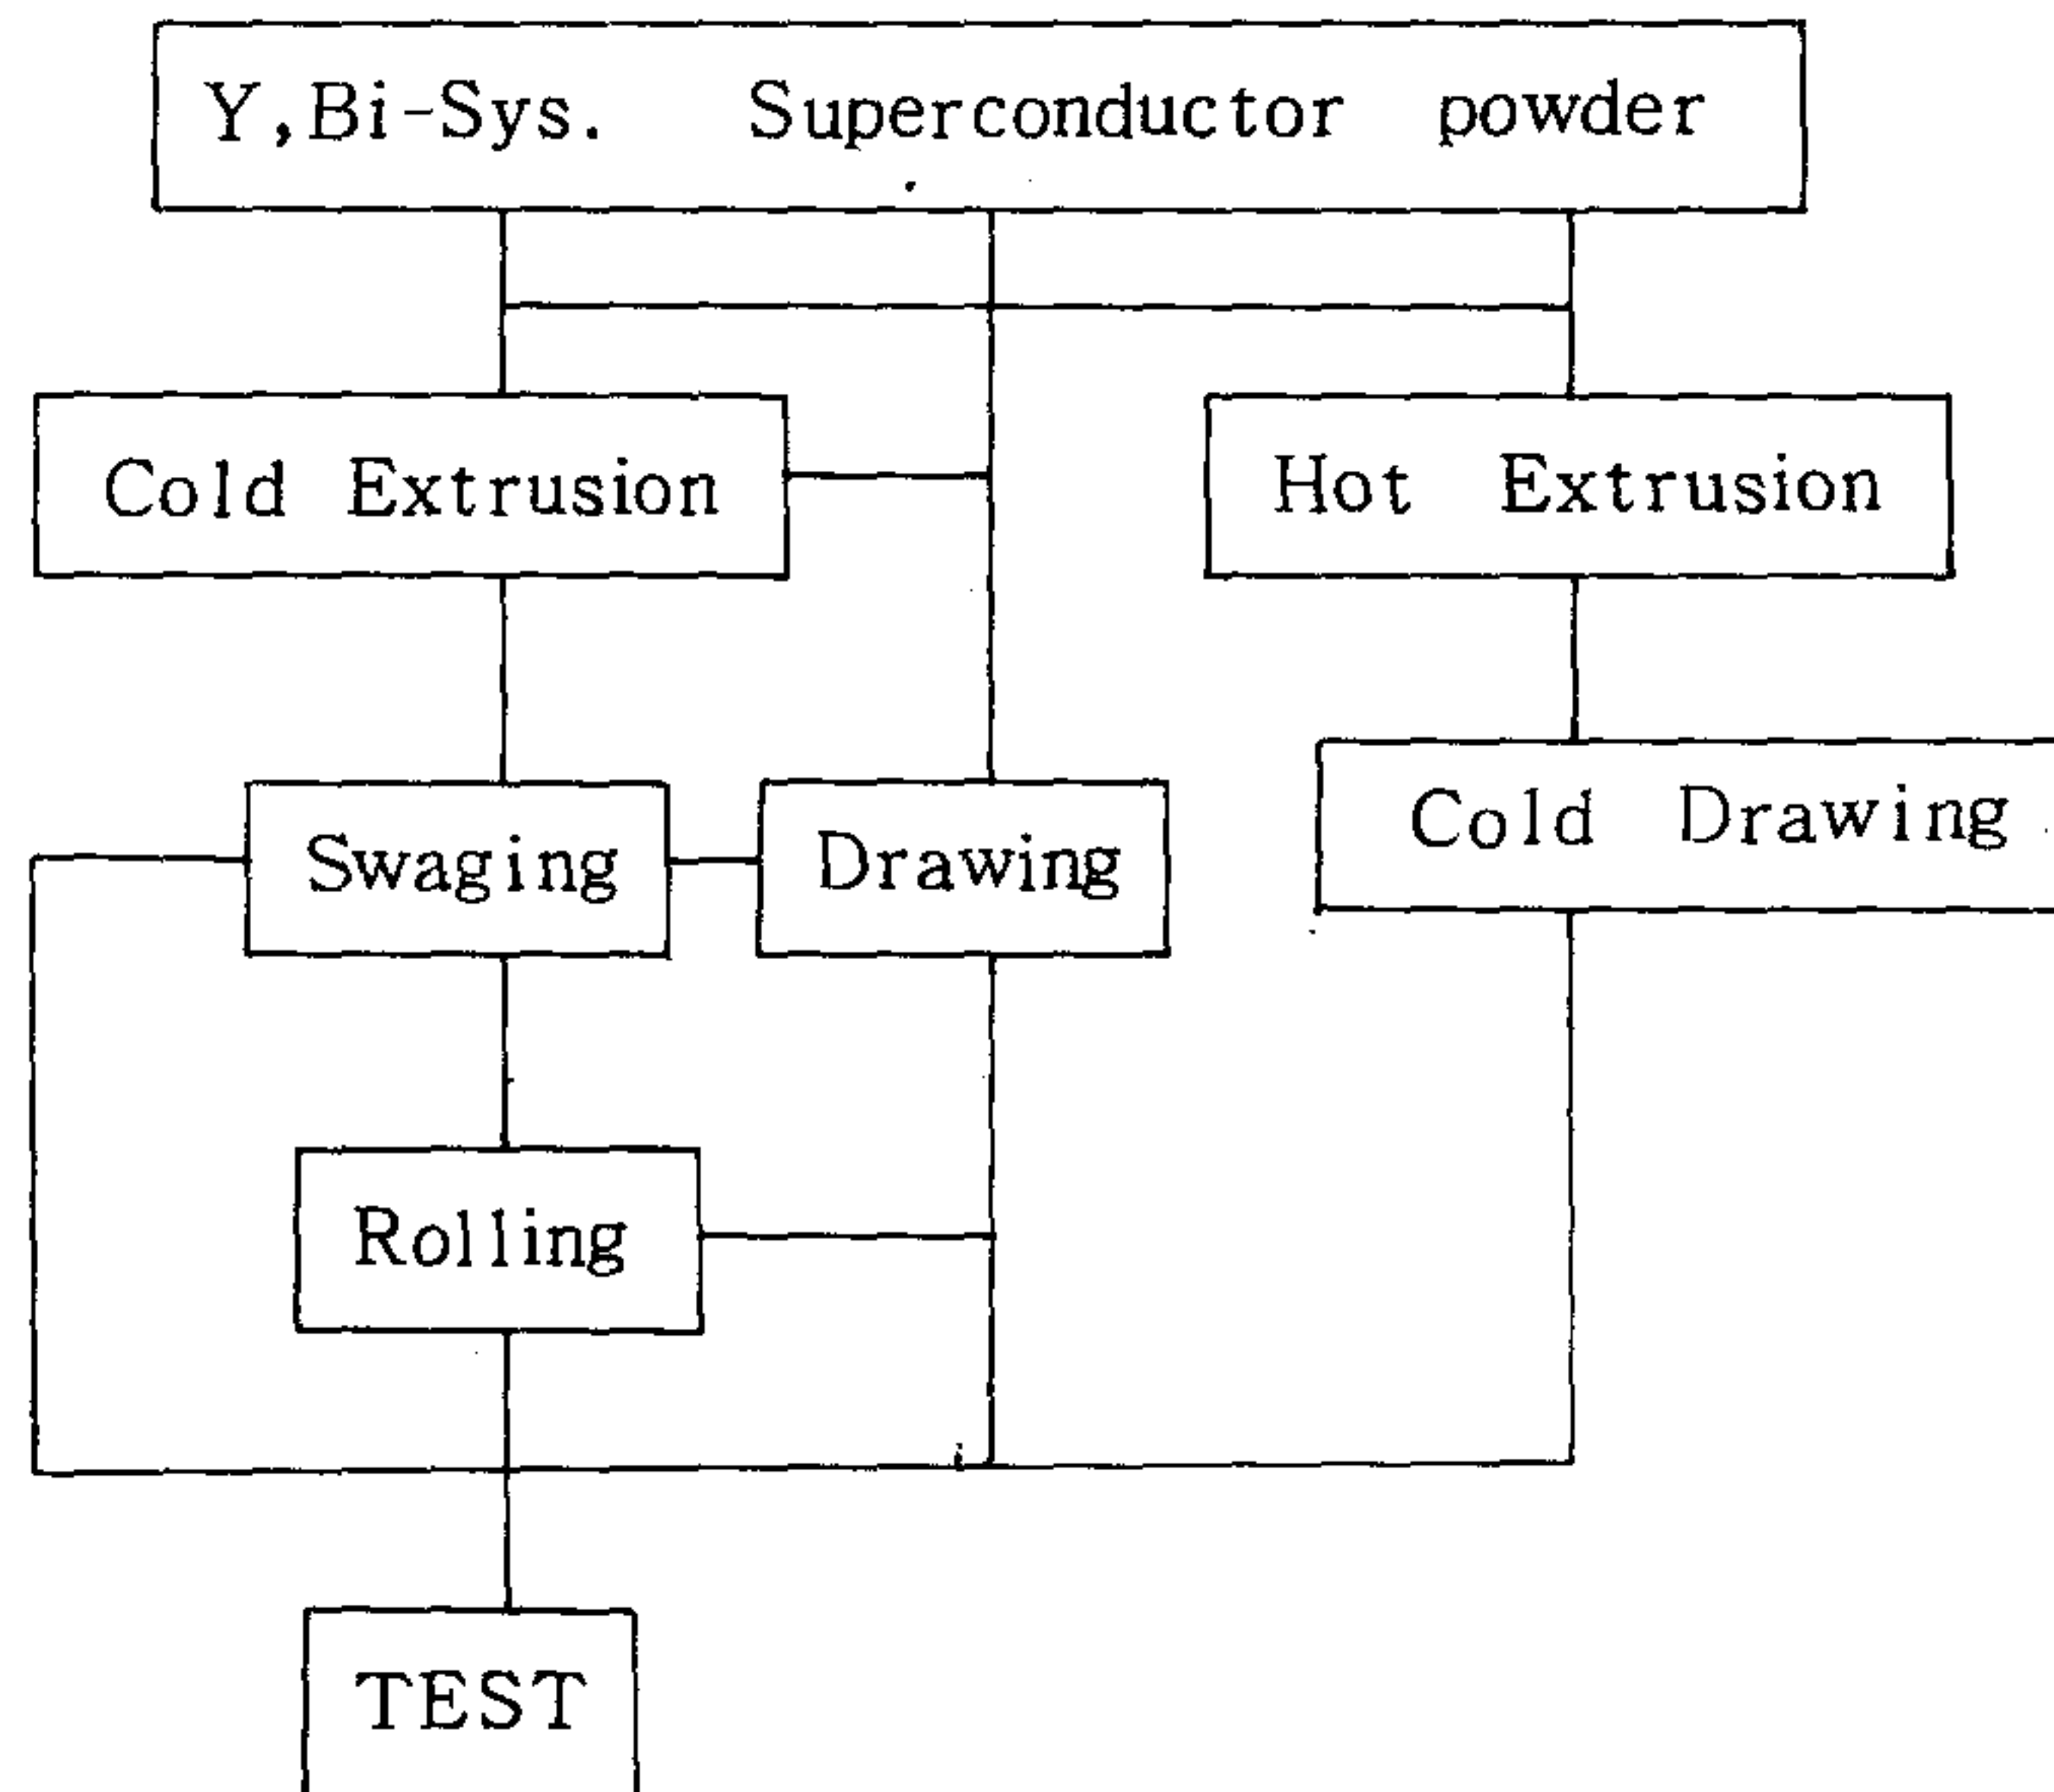 Y,Bi-Sys. Superconductor powder
Cold Extrusion
Hot Extrusion
Swaging
Drawing
Cold Drawing
Rolling
TEST